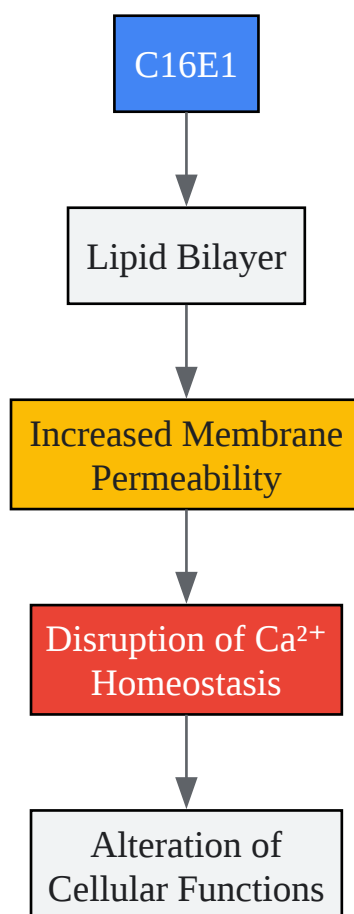 C16E1
Lipid Bilayer
Increased Membrane
Permeability
Disruption of Ca²⁺
Homeostasis
Alteration of
Cellular Functions